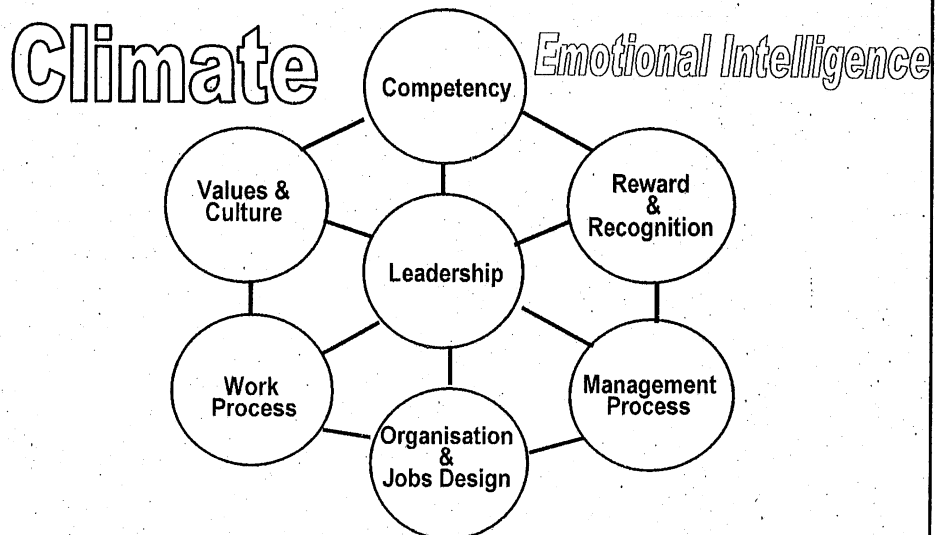 Climate
Emotional Intelligence
Competency
Values &
Culture
Reward
&
Recognition
Leadership
Work
Process
Management
Process
Organisation
&
Jobs Design